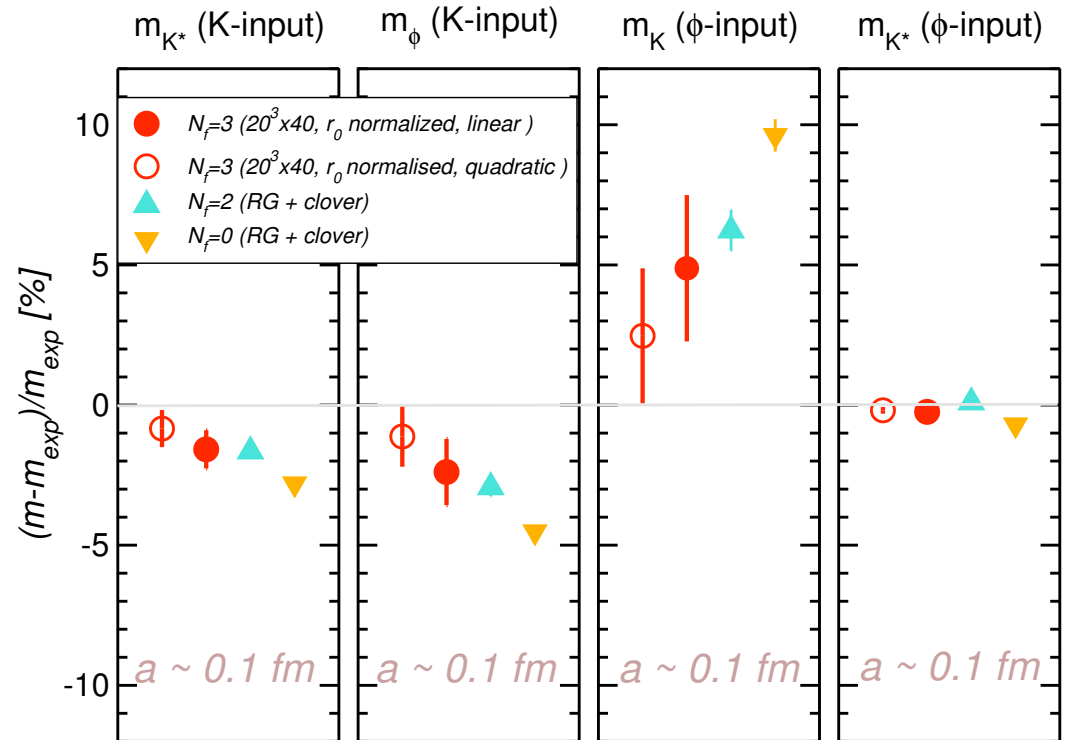 m_K* (K-input) m_ϕ (K-input) m_K (ϕ-input) m_K* (ϕ-input)
N_f=3 (20^3x40, r_0 normalized, linear )
N_f=3 (20^3x40, r_0 normalised, quadratic )
N_f=2 (RG + clover)
N_f=0 (RG + clover)
(m-m_exp)/m_exp [%]
10
5
0
-5
-10
a ~ 0.1 fm a ~ 0.1 fm a ~ 0.1 fm a ~ 0.1 fm